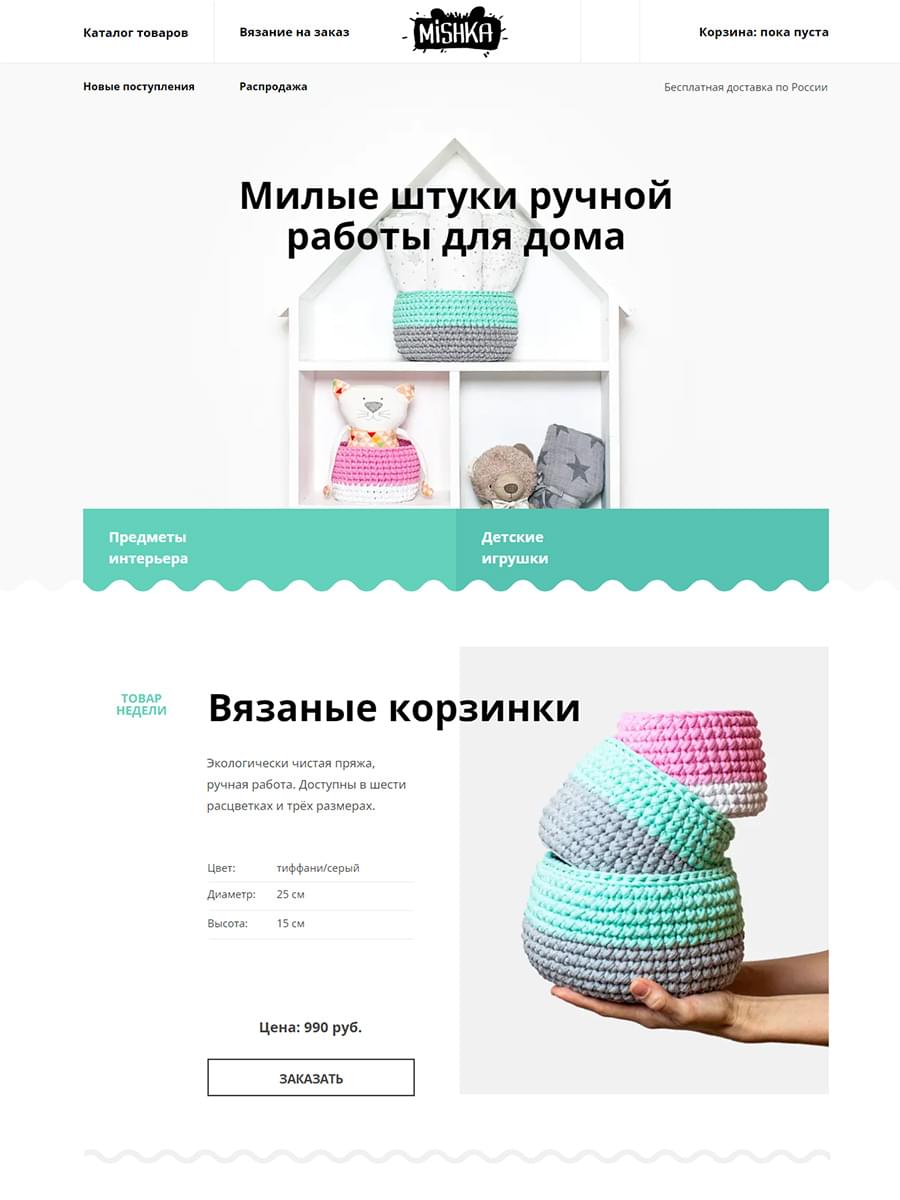 Каталог товаров
Вязание на заказ
MiSHKA
Корзина: пока пуста
Новые поступления
Распродажа
Бесплатная доставка по России
Милые штуки ручной
работы для дома
Предметы
интерьера
Детские
игрушки
ТОВАР
НЕДЕЛИ
Вязаные корзинки
Экологически чистая пряжа,
ручная работа. Доступны в шести
расцветках и трёх размерах.
Цвет: тиффани/серый
Диаметр: 25 см
Высота: 15 см
Цена: 990 руб.
ЗАКАЗАТЬ